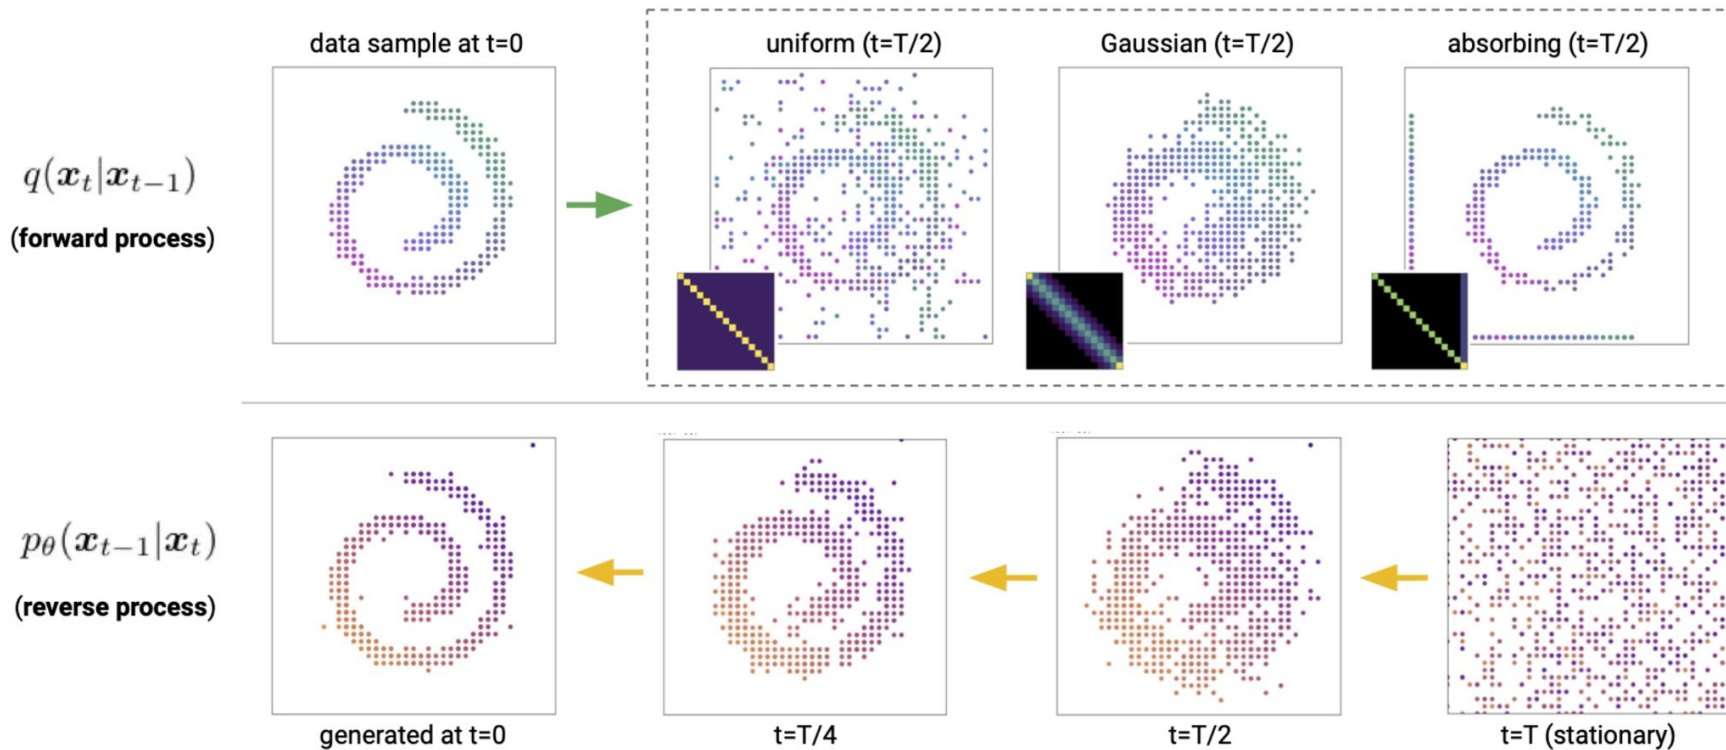 data sample at t=0
uniform (t=T/2)
Gaussian (t=T/2)
absorbing (t=T/2)
q(xₜ|xₜ₋₁)
(forward process)
pθ(xₜ₋₁|xₜ)
(reverse process)
generated at t=0
t=T/4
t=T/2
t=T (stationary)